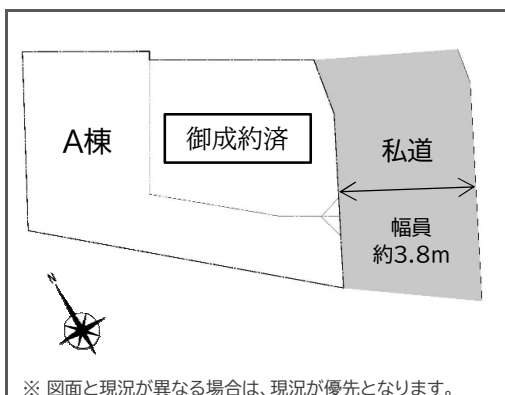 A棟
御成約済
私道
幅員
約3.8m
N
※ 図面と現況が異なる場合は、現況が優先となります。